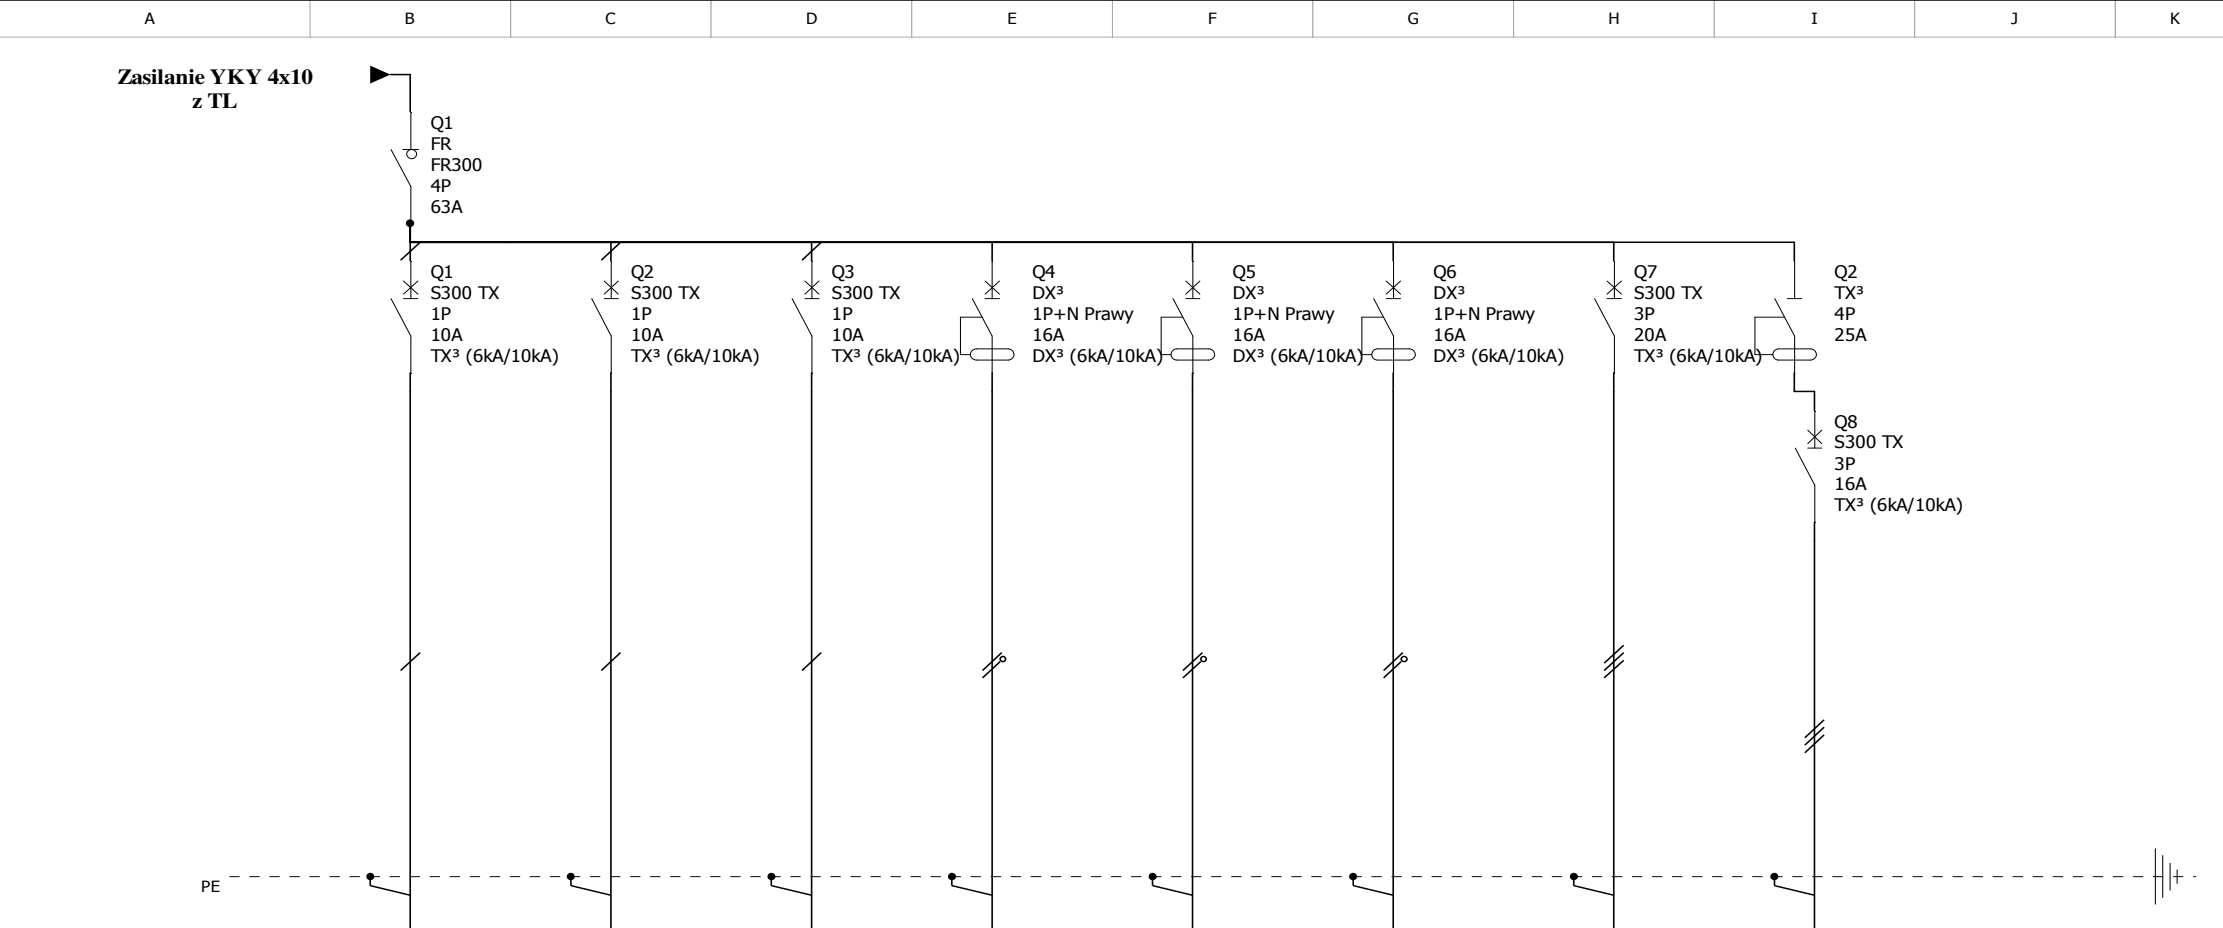 A B C D E F G H I J K
Zasilanie YKY 4x10
z TL
Q1
FR
FR300
4P
63A
Q1
S300 TX
1P
10A
TX³ (6kA/10kA)
Q2
S300 TX
1P
10A
TX³ (6kA/10kA)
Q3
S300 TX
1P
10A
TX³ (6kA/10kA)
Q4
DX³
1P+N Prawy
16A
DX³ (6kA/10kA)
Q5
DX³
1P+N Prawy
16A
DX³ (6kA/10kA)
Q6
DX³
1P+N Prawy
16A
DX³ (6kA/10kA)
Q7
S300 TX
3P
20A
TX³ (6kA/10kA)
Q2
TX³
4P
25A
Q8
S300 TX
3P
16A
TX³ (6kA/10kA)
PE